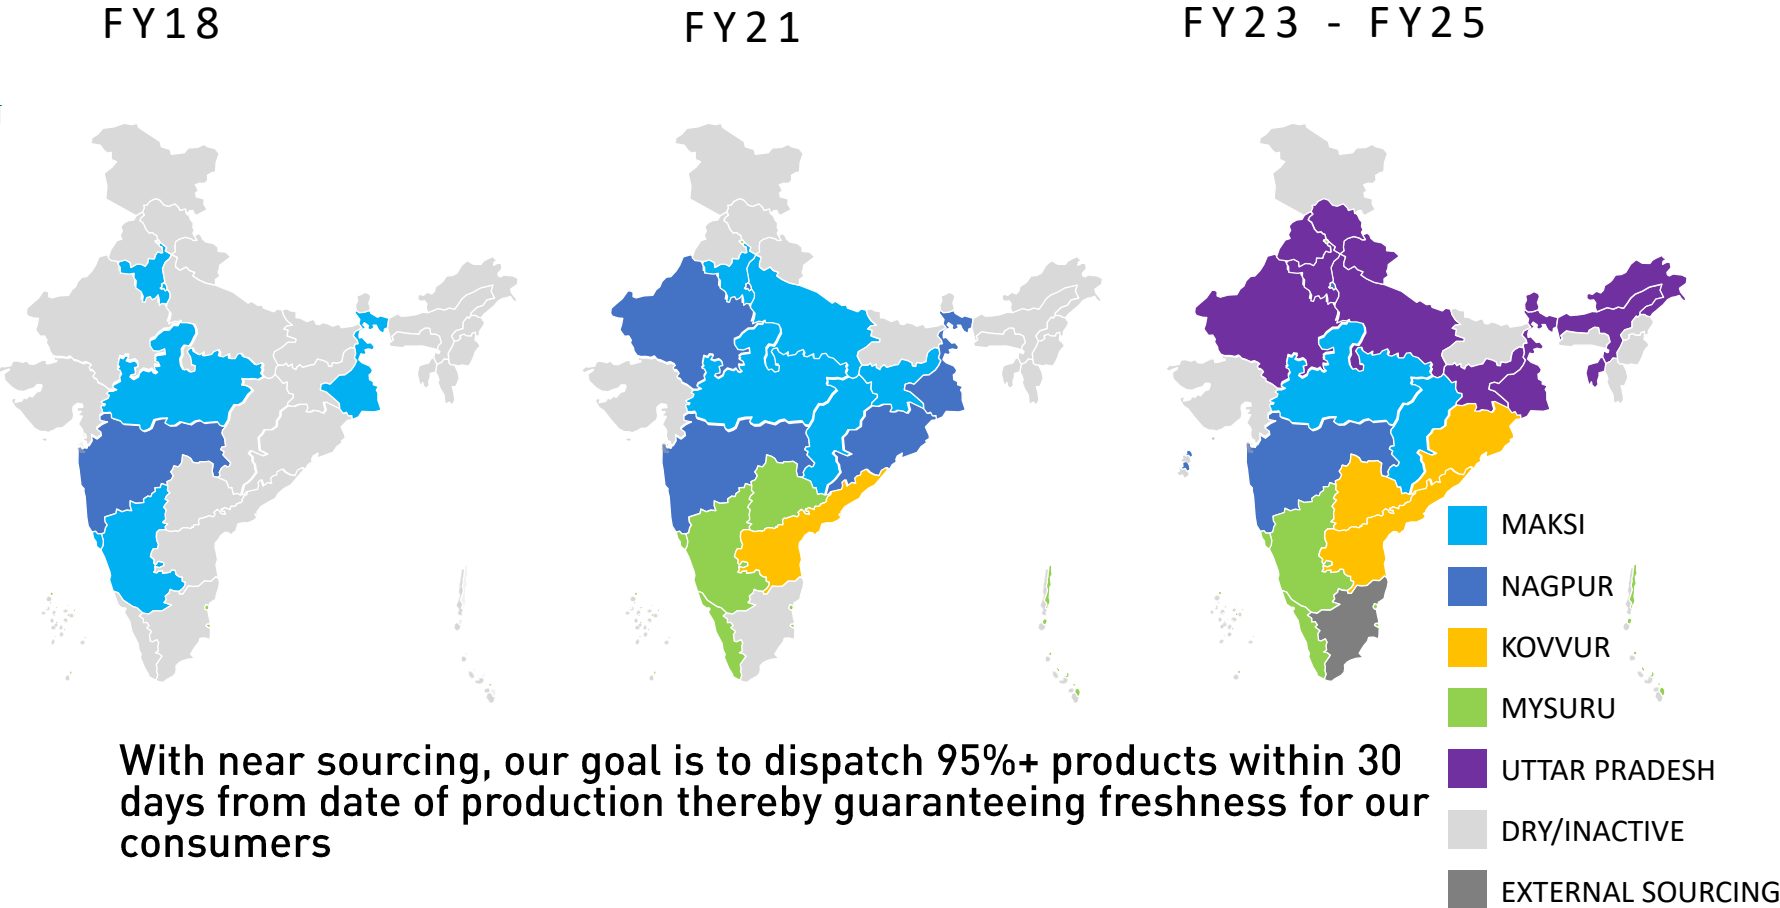 FY18
FY21
FY23 - FY25
MAKSI
NAGPUR
KOVVUR
MYSURU
UTTAR PRADESH
DRY/INACTIVE
EXTERNAL SOURCING
With near sourcing, our goal is to dispatch 95%+ products within 30
days from date of production thereby guaranteeing freshness for our
consumers